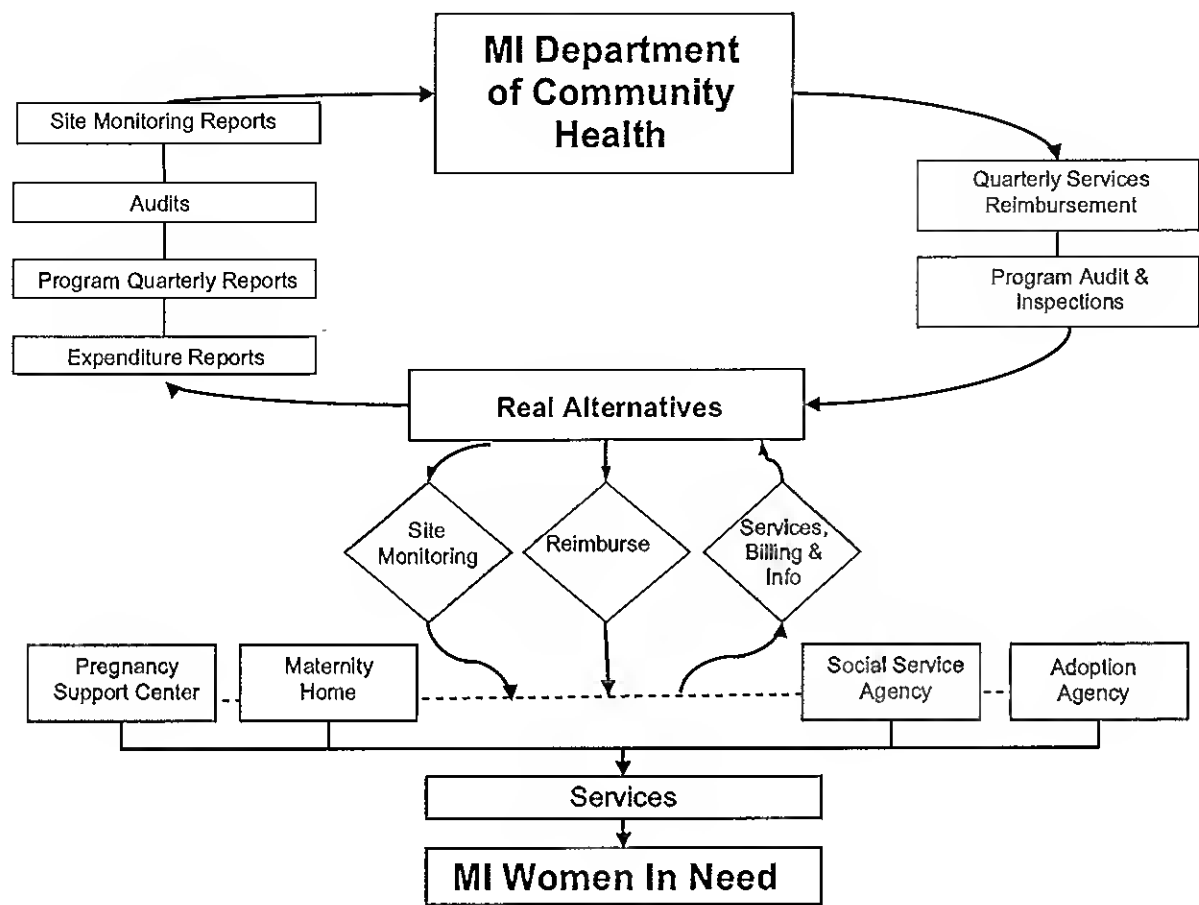 MI Department
of Community
Health
Site Monitoring Reports
Audits
Program Quarterly Reports
Expenditure Reports
Quarterly Services
Reimbursement
Program Audit &
Inspections
Real Alternatives
Site
Monitoring
Reimburse
Services,
Billing &
Info
Pregnancy
Support Center
Maternity
Home
Social Service
Agency
Adoption
Agency
Services
MI Women In Need